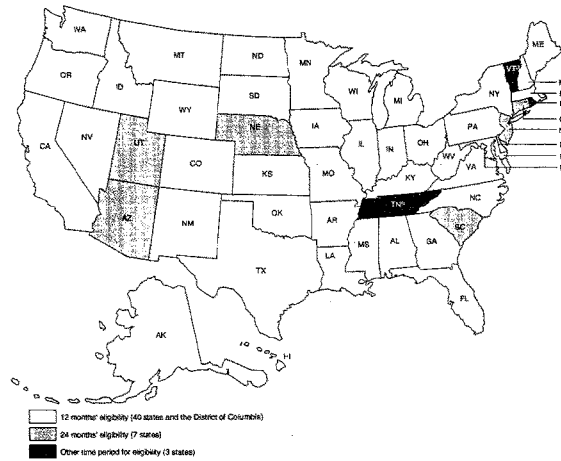 WA
ME
MT
ND
MN
VT
OR
ID
SD
WI
NY
MI
WY
IA
PA
NE
NV
OH
UT
IL
IN
CA
CO
WV
VA
KS
MO
KY
NC
TN
OK
AZ
NM
AR
SC
MS
AL
GA
LA
TX
FL
AK
HI
12 months' eligibility (40 states and the District of Columbia)
24 months' eligibility (7 states)
Other time period for eligibility (3 states)